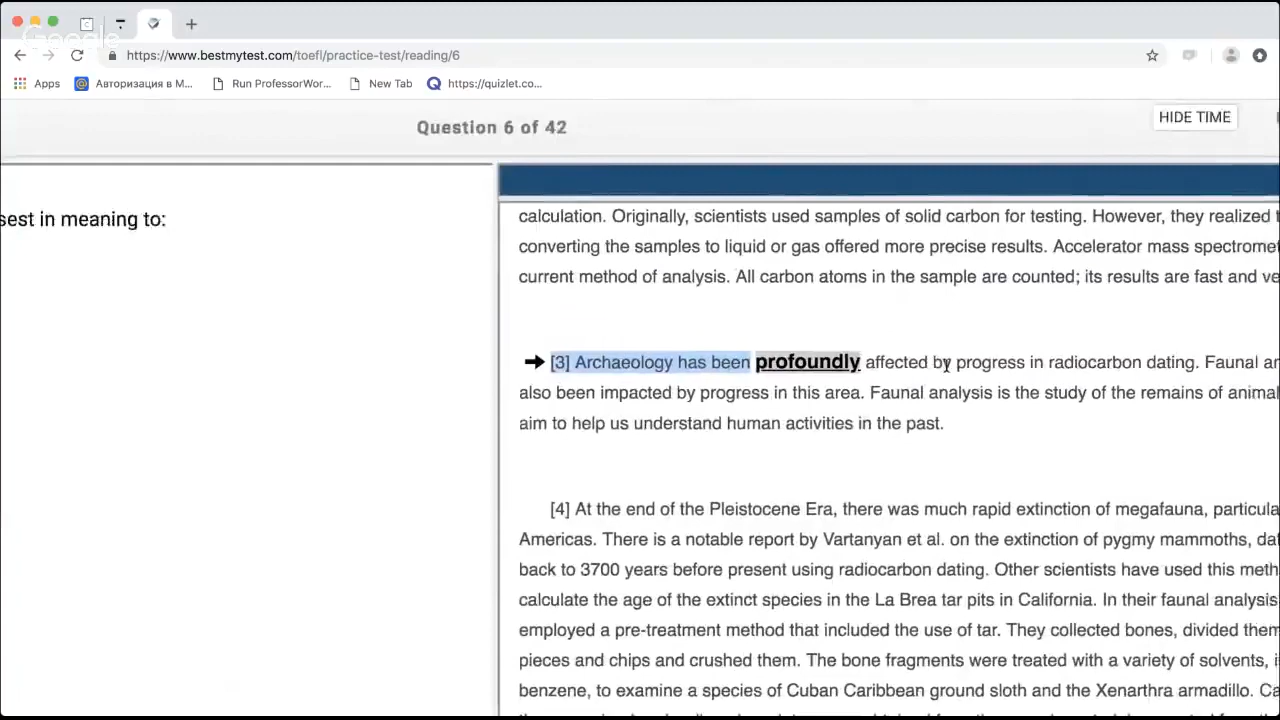 Google
https://www.bestmytest.com/toefl/practice-test/reading/6
Apps
Авторизация в М...
Run ProfessorWor...
New Tab
https://quizlet.co...
Question 6 of 42
HIDE TIME
sest in meaning to:
calculation. Originally, scientists used samples of solid carbon for testing. However, they realized
converting the samples to liquid or gas offered more precise results. Accelerator mass spectromet
current method of analysis. All carbon atoms in the sample are counted; its results are fast and ve
[3] Archaeology has been profoundly affected by progress in radiocarbon dating. Faunal an
also been impacted by progress in this area. Faunal analysis is the study of the remains of animal
aim to help us understand human activities in the past.
[4] At the end of the Pleistocene Era, there was much rapid extinction of megafauna, particula
Americas. There is a notable report by Vartanyan et al. on the extinction of pygmy mammoths, dat
back to 3700 years before present using radiocarbon dating. Other scientists have used this meth
calculate the age of the extinct species in the La Brea tar pits in California. In their faunal analysis
employed a pre-treatment method that included the use of tar. They collected bones, divided them
pieces and chips and crushed them. The bone fragments were treated with a variety of solvents, i
benzene, to examine a species of Cuban Caribbean ground sloth and the Xenarthra armadillo. Ca